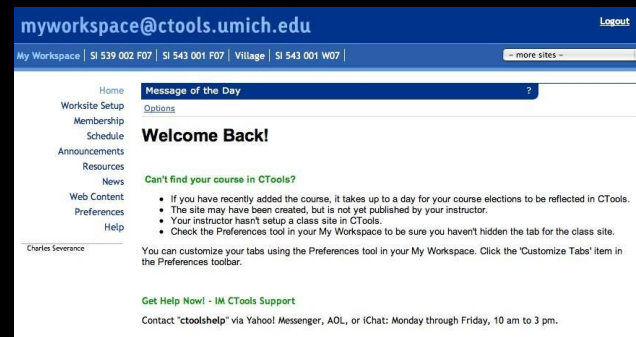 myworkspace@ctools.umich.edu
Logout
My Workspace | SI 539 002 F07 | SI 543 001 F07 | Village | SI 543 001 W07 |
- more sites -
Home
Worksite Setup
Membership
Schedule
Announcements
Resources
News
Web Content
Preferences
Help
Charles Severance
Message of the Day
?
Options
Welcome Back!
Can't find your course in CTools?
• If you have recently added the course, it takes up to a day for your course elections to be reflected in CTools.
• The site may have been created, but is not yet published by your instructor.
• Your instructor hasn't setup a class site in CTools.
• Check the Preferences tool in your My Workspace to be sure you haven't hidden the tab for the class site.
You can customize your tabs using the Preferences tool in your My Workspace. Click the 'Customize Tabs' item in
the Preferences toolbar.
Get Help Now! - IM CTools Support
Contact "ctoolshelp" via Yahoo! Messenger, AOL, or iChat: Monday through Friday, 10 am to 3 pm.